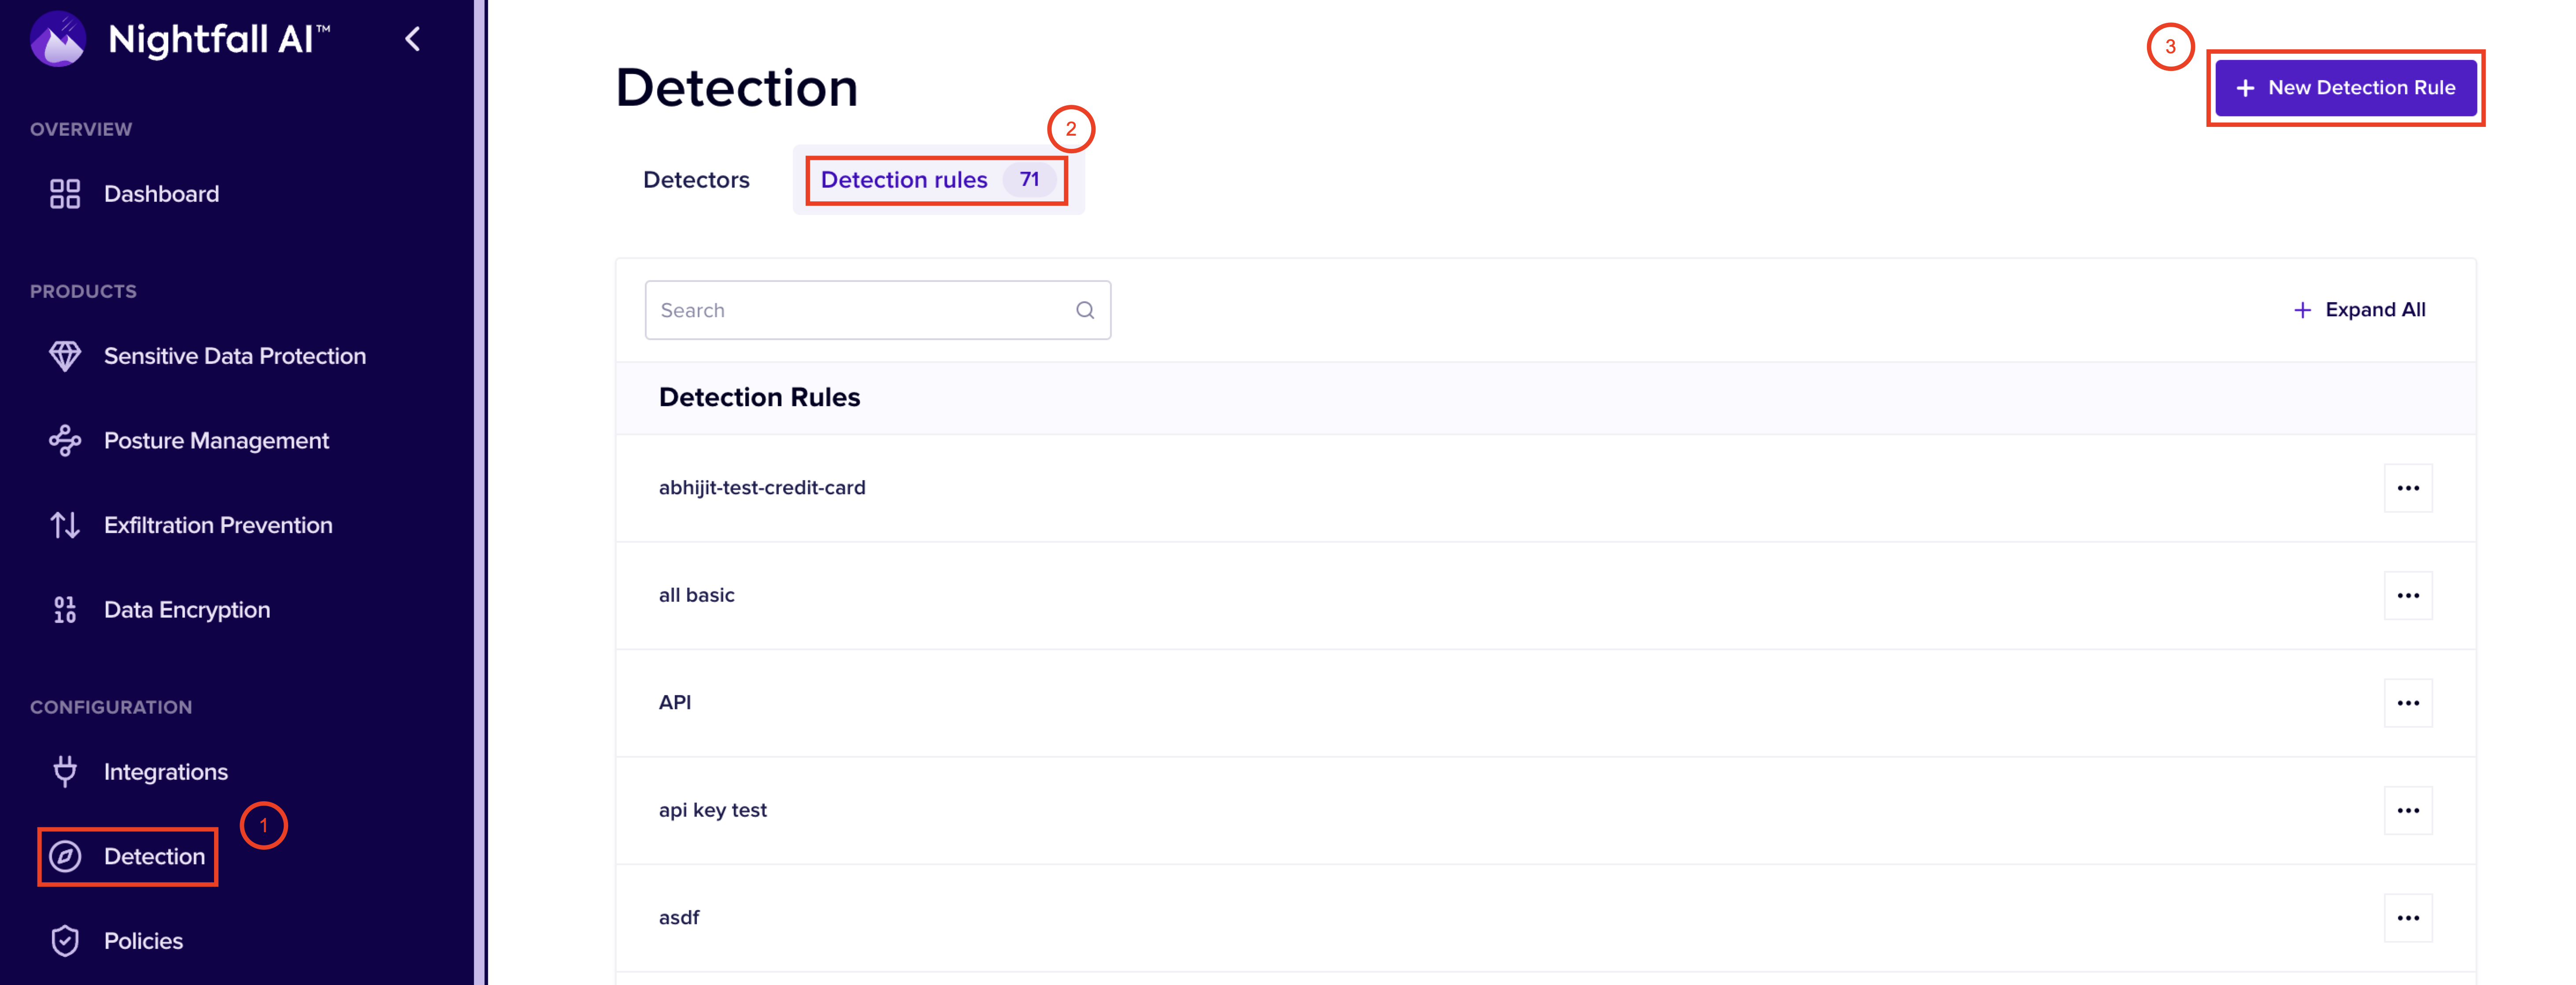 Nightfall AI™
OVERVIEW
Dashboard
PRODUCTS
Sensitive Data Protection
Posture Management
Exfiltration Prevention
Data Encryption
CONFIGURATION
Integrations
1
Detection
Policies
Detection
3
+ New Detection Rule
2
Detectors
Detection rules 71
Search
+ Expand All
Detection Rules
abhijit-test-credit-card
all basic
API
api key test
asdf